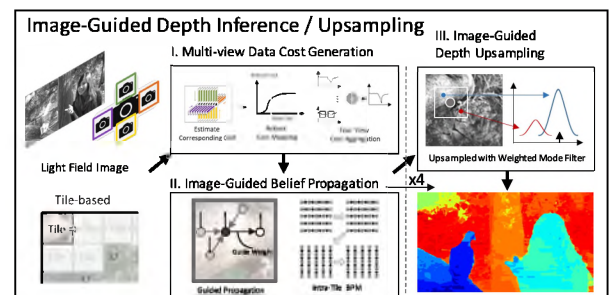 Image-Guided Depth Inference / Upsampling
I. Multi-view Data Cost Generation
III. Image-Guided
Depth Upsampling
Estimate
Light Field Image
Upsampled with Weighted Mode Filter
x4
II. Image-Guided Belief Propagation
Tile-based
Tile
Guided Propagation
Intra-Tile BPM